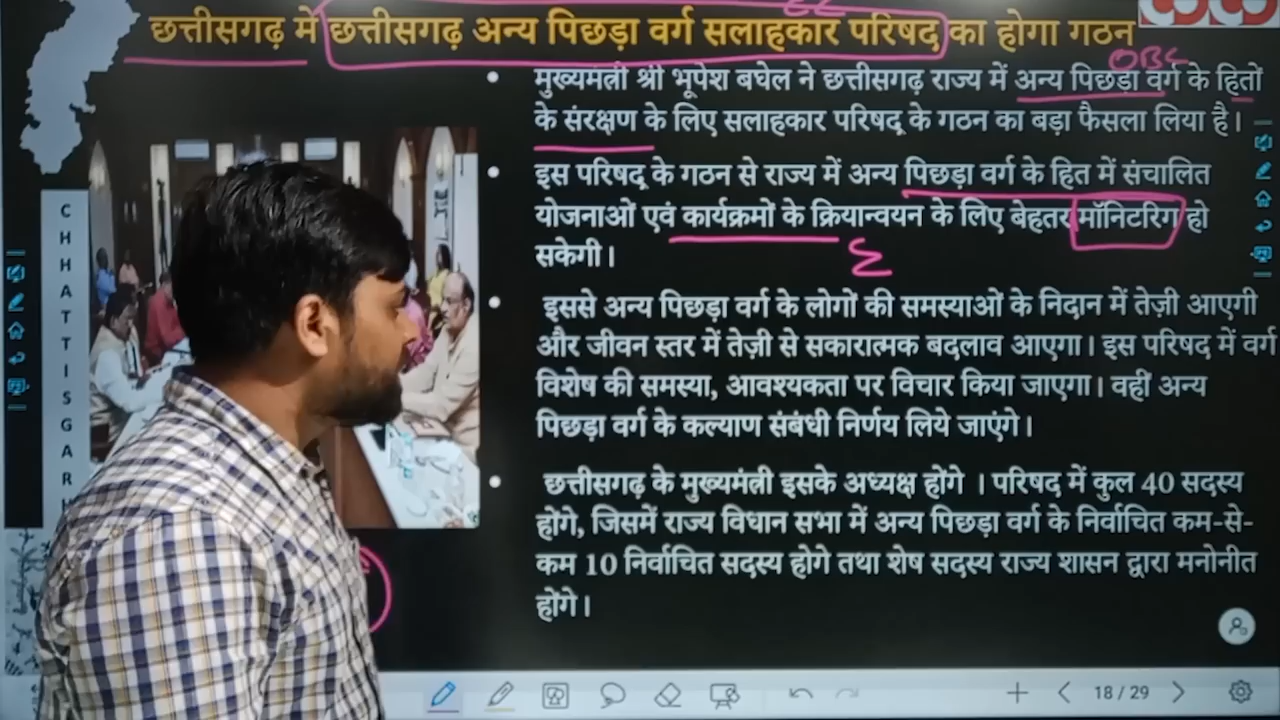 छत्तीसगढ़ में छत्तीसगढ़ अन्य पिछड़ा वर्ग सलाहकार परिषद का होगा गठन
OBC
मुख्यमंत्री श्री भूपेश बघेल ने छत्तीसगढ़ राज्य में अन्य पिछड़ा वर्ग के हितों
के संरक्षण के लिए सलाहकार परिषद् के गठन का बड़ा फैसला लिया है।
इस परिषद् के गठन से राज्य में अन्य पिछड़ा वर्ग के हित में संचालित
योजनाओं एवं कार्यक्रमों के क्रियान्वयन के लिए बेहतर मॉनिटरिग हो
सकेगी।
इससे अन्य पिछड़ा वर्ग के लोगों की समस्याओं के निदान में तेज़ी आएगी
और जीवन स्तर में तेज़ी से सकारात्मक बदलाव आएगा। इस परिषद् में वर्ग
विशेष की समस्या, आवश्यकता पर विचार किया जाएगा। वहीं अन्य
पिछड़ा वर्ग के कल्याण संबंधी निर्णय लिये जाएंगे।
छत्तीसगढ़ के मुख्यमंत्री इसके अध्यक्ष होंगे । परिषद् में कुल 40 सदस्य
होंगे, जिसमें राज्य विधान सभा में अन्य पिछड़ा वर्ग के निर्वाचित कम-से-
कम 10 निर्वाचित सदस्य होगे तथा शेष सदस्य राज्य शासन द्वारा मनोनीत
होंगे।
CHHATTISGARH
18 / 29